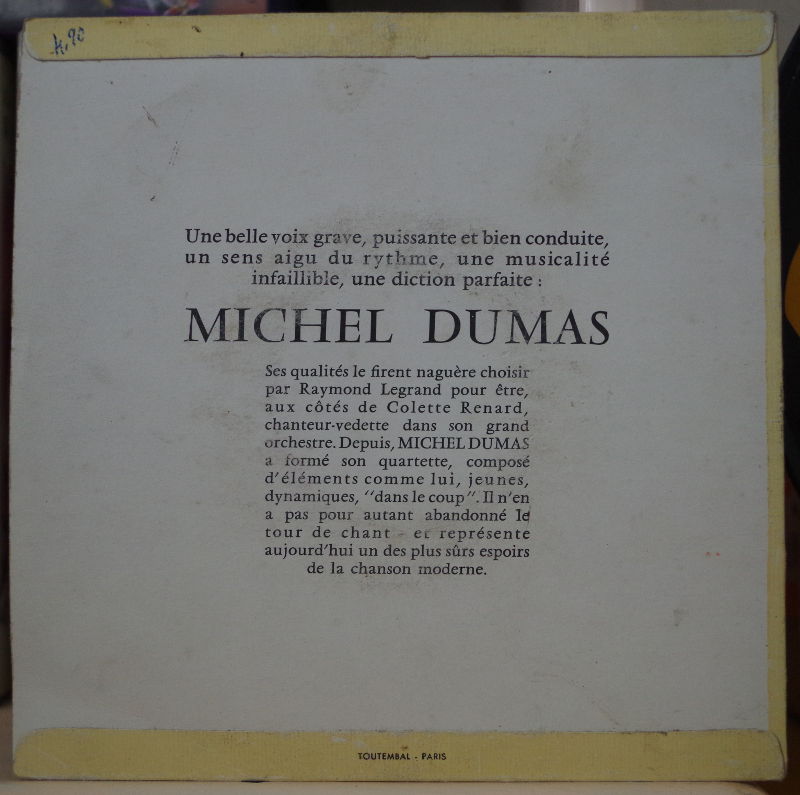 4,90
Une belle voix grave, puissante et bien conduite,
un sens aigu du rythme, une musicalité
infaillible, une diction parfaite :
MICHEL DUMAS
Ses qualités le firent naguère choisir
par Raymond Legrand pour être,
aux côtés de Colette Renard,
chanteur-vedette dans son grand
orchestre. Depuis, MICHEL DUMAS
a formé son quartette, composé
d'éléments comme lui, jeunes,
dynamiques, "dans le coup". Il n'en
a pas pour autant abandonné le
tour de chant - et représente
aujourd'hui un des plus sûrs espoirs
de la chanson moderne.
TOUTEMBAL - PARIS